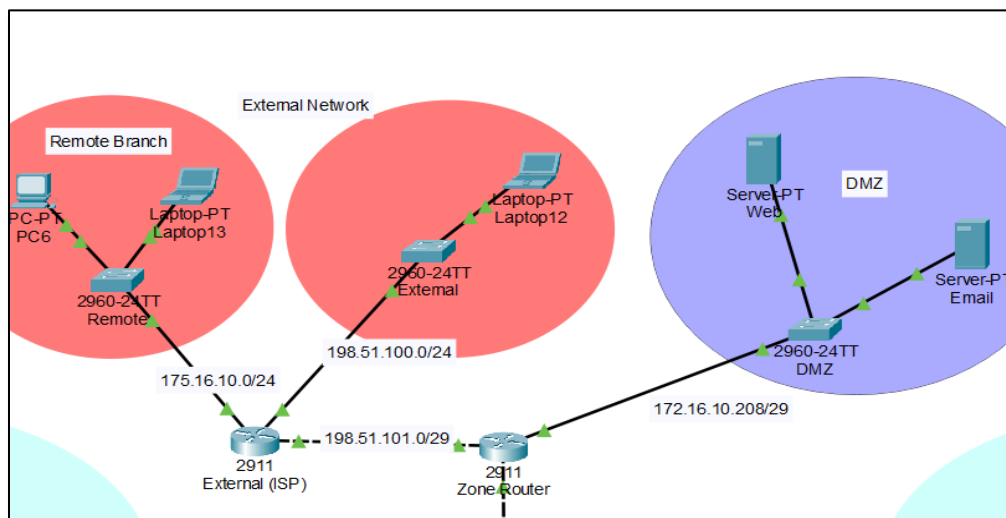 External Network
Remote Branch
PC-PT
PC6
Laptop-PT
Laptop13
2960-24TT
Remote
Laptop-PT
Laptop12
2960-24TT
External
Server-PT
Web
DMZ
Server-PT
Email
2960-24TT
DMZ
175.16.10.0/24
198.51.100.0/24
198.51.101.0/29
172.16.10.208/29
2911
External (ISP)
2911
Zone Router